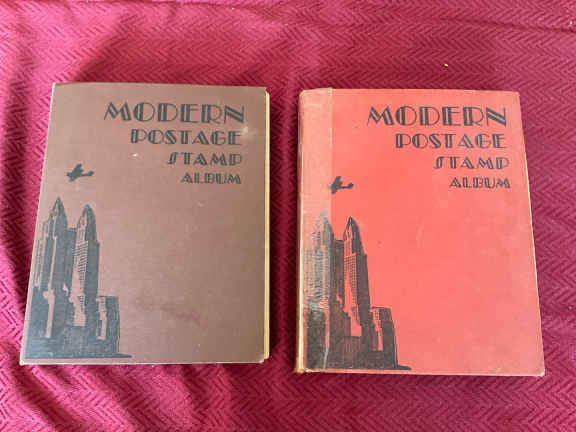 MODERN
POSTAGE
STAMP
ALBUM
MODERN
POSTAGE
STAMP
ALBUM